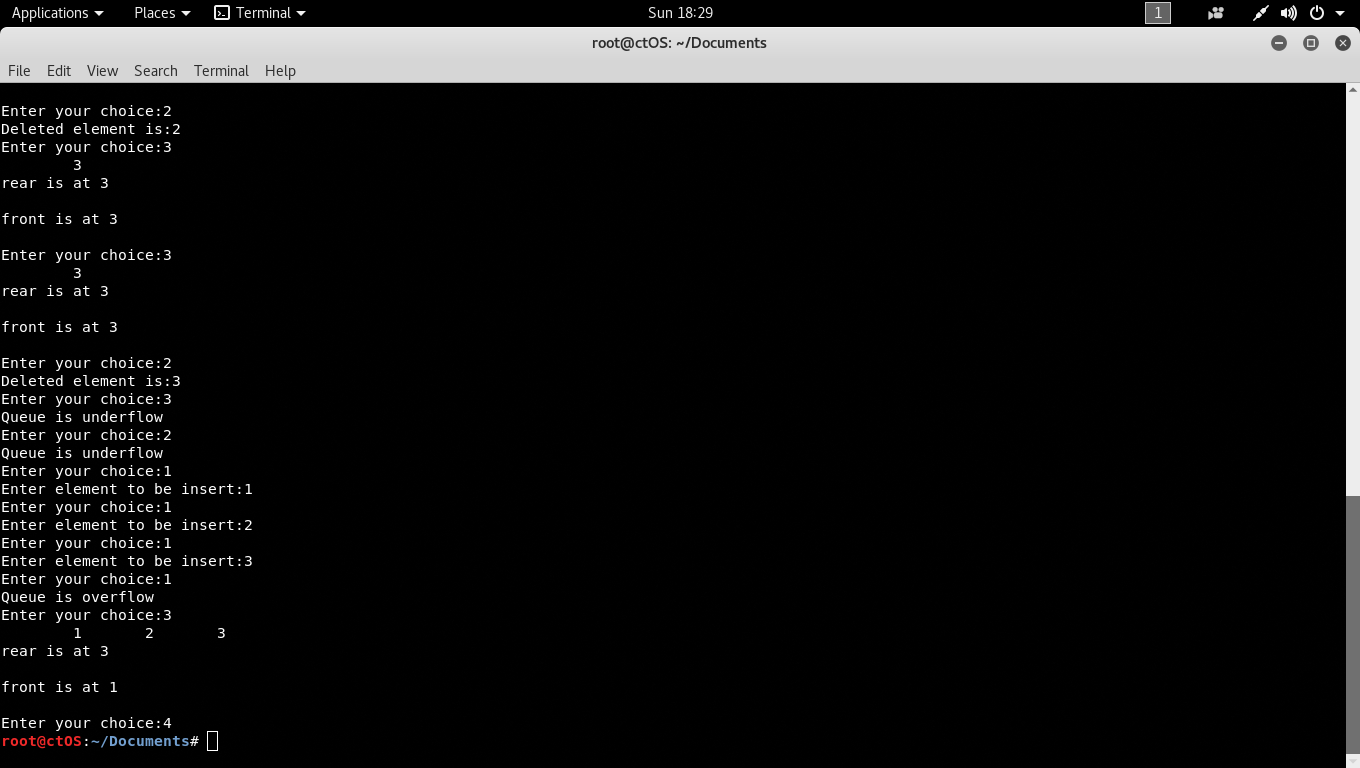 Applications Places Terminal Sun 18:29 1
root@ctOS: ~/Documents
File Edit View Search Terminal Help
Enter your choice:2
Deleted element is:2
Enter your choice:3
3
rear is at 3
front is at 3
Enter your choice:3
3
rear is at 3
front is at 3
Enter your choice:2
Deleted element is:3
Enter your choice:3
Queue is underflow
Enter your choice:2
Queue is underflow
Enter your choice:1
Enter element to be insert:1
Enter your choice:1
Enter element to be insert:2
Enter your choice:1
Enter element to be insert:3
Enter your choice:1
Queue is overflow
Enter your choice:3
1 2 3
rear is at 3
front is at 1
Enter your choice:4
root@ctOS:~/Documents#